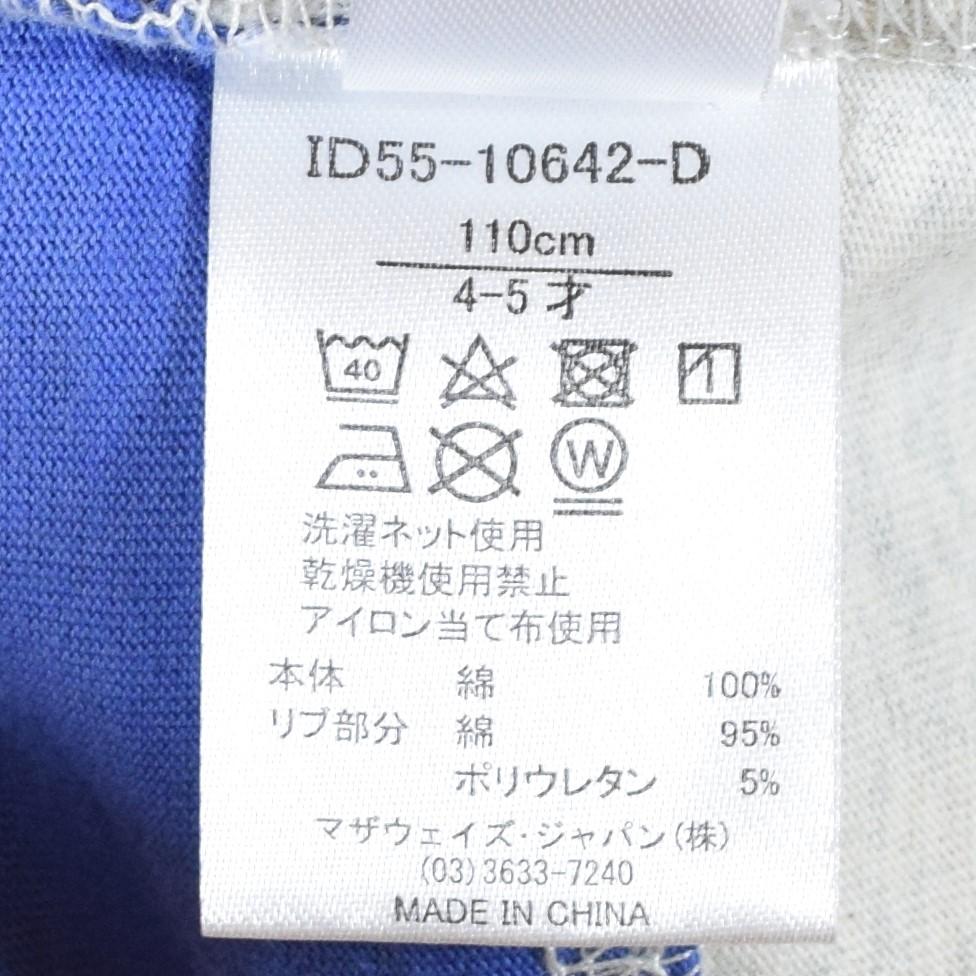 ID55-10642-D
110cm
4-5 才
40
W
洗濯ネット使用
乾燥機使用禁止
アイロン当て布使用
本体 綿 100%
リブ部分 綿 95%
ポリウレタン 5%
マザウェイズ・ジャパン(株)
(03)3633-7240
MADE IN CHINA